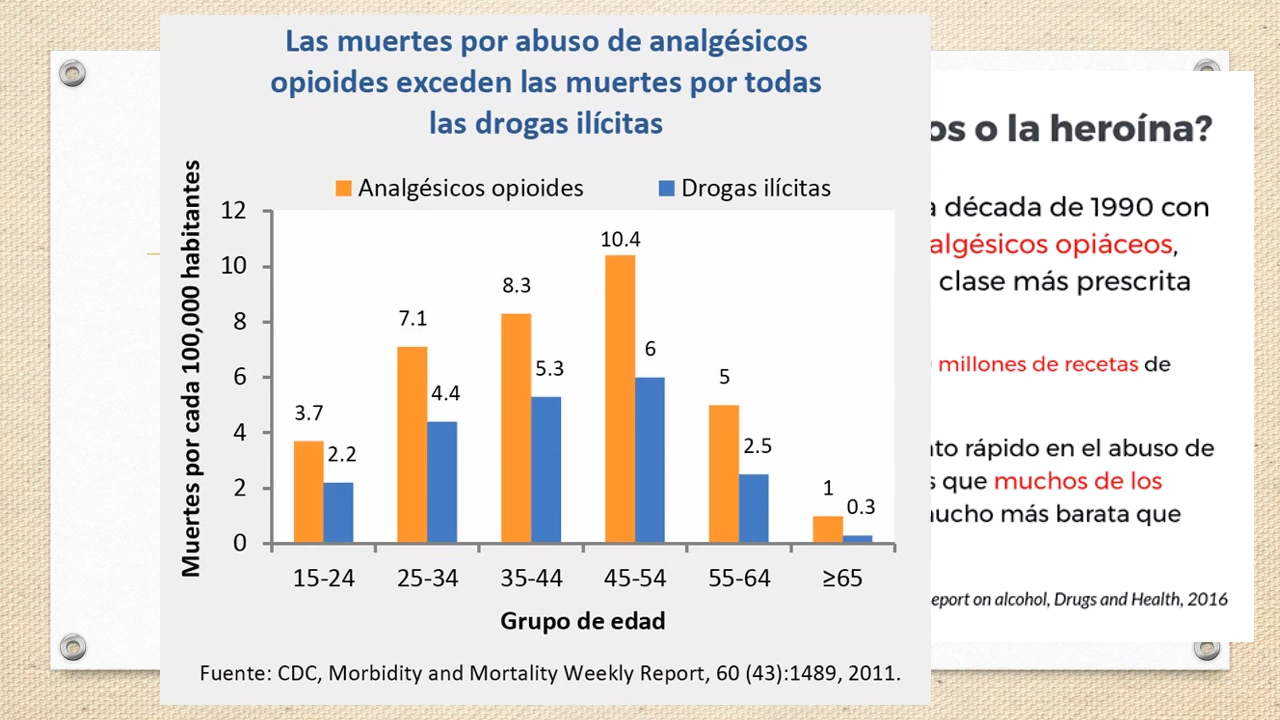 Las muertes por abuso de analgésicos
opioides exceden las muertes por todas
las drogas ilícitas
Analgésicos opioides
Drogas ilícitas
Muertes por cada 100,000 habitantes
12
10
8
6
4
2
0
3.7
2.2
7.1
4.4
8.3
5.3
10.4
6
5
2.5
1
0.3
15-24
25-34
35-44
45-54
55-64
≥65
Grupo de edad
Fuente: CDC, Morbidity and Mortality Weekly Report, 60 (43):1489, 2011.
o la heroína?
década de 1990 con
opiáceos,
clase más prescrita
millones de recetas de
rápido en el abuso de
que muchos de los
más barata que
on alcohol, Drugs and Health, 2016